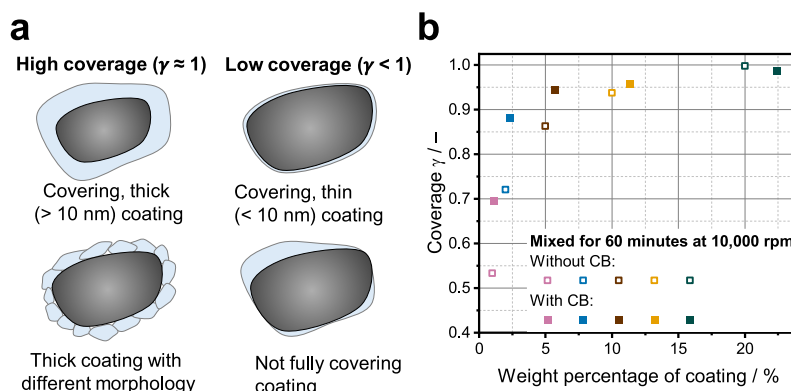 a
High coverage (γ ≈ 1)
Low coverage (γ < 1)
Covering, thick
(> 10 nm) coating
Covering, thin
(< 10 nm) coating
Thick coating with
different morphology
Not fully covering
coating
b
Coverage γ / –
1.0
0.9
0.8
0.7
0.6
0.5
0.4
Mixed for 60 minutes at 10,000 rpm
Without CB:
With CB:
0 5 10 15 20
Weight percentage of coating / %